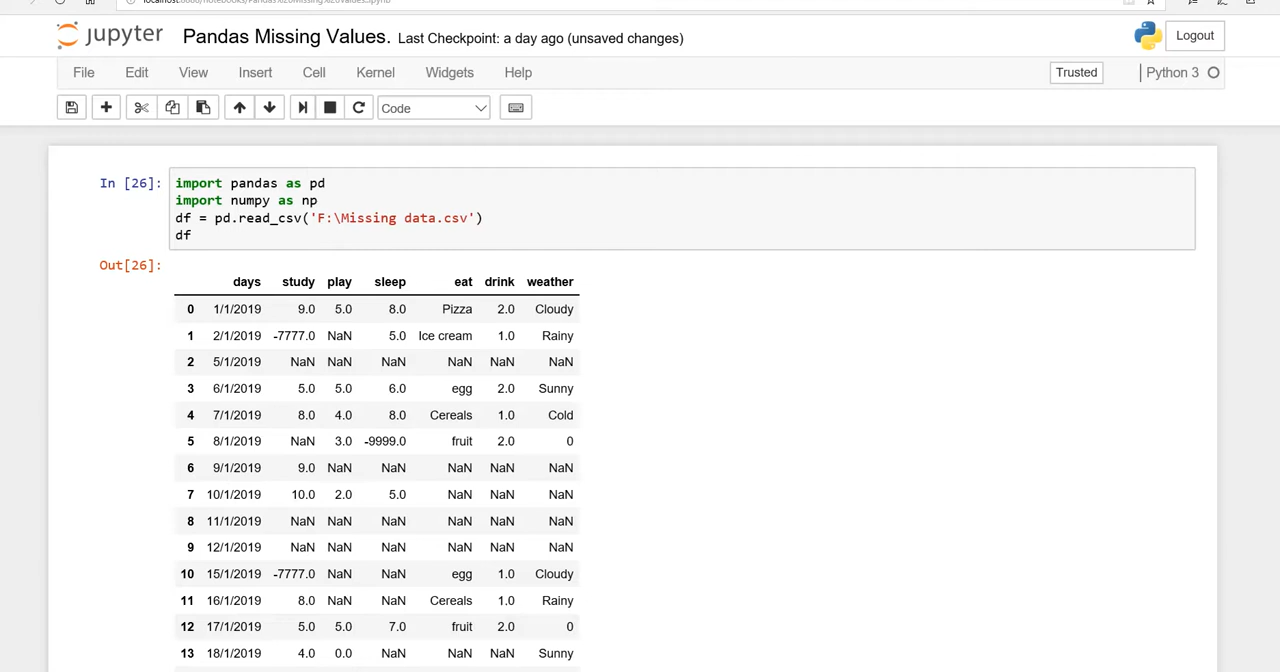 jupyter Pandas Missing Values. Last Checkpoint: a day ago (unsaved changes) Logout
File Edit View Insert Cell Kernel Widgets Help Trusted Python 3
Code
In [26]: import pandas as pd
import numpy as np
df = pd.read_csv('F:\Missing data.csv')
df
Out[26]:
days study play sleep eat drink weather
0 1/1/2019 9.0 5.0 8.0 Pizza 2.0 Cloudy
1 2/1/2019 -7777.0 NaN 5.0 Ice cream 1.0 Rainy
2 5/1/2019 NaN NaN NaN NaN NaN NaN
3 6/1/2019 5.0 5.0 6.0 egg 2.0 Sunny
4 7/1/2019 8.0 4.0 8.0 Cereals 1.0 Cold
5 8/1/2019 NaN 3.0 -9999.0 fruit 2.0 0
6 9/1/2019 9.0 NaN NaN NaN NaN NaN
7 10/1/2019 10.0 2.0 5.0 NaN NaN NaN
8 11/1/2019 NaN NaN NaN NaN NaN NaN
9 12/1/2019 NaN NaN NaN NaN NaN NaN
10 15/1/2019 -7777.0 NaN NaN egg 1.0 Cloudy
11 16/1/2019 8.0 NaN NaN Cereals 1.0 Rainy
12 17/1/2019 5.0 5.0 7.0 fruit 2.0 0
13 18/1/2019 4.0 0.0 NaN NaN NaN Sunny